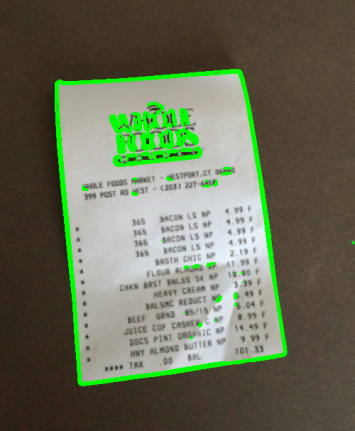 WHOLE
FOODS
WHOLE FOODS MARKET - WESTPORT,CT 06880
399 POST RD WEST - (203) 227-6858
365 BACON LS NP 4.99 F
365 BACON LS NP 4.99 F
365 BACON LS NP 4.99 F
365 BACON LS NP 4.99 F
BROTH CHIC NP 2.19 F
FLOUR ALMOND NP 11.99 F
CHKN BRST BNLSS SK NP 18.80 F
HEAVY CREAM NP 3.39 F
BALSMC REDUCT NP 6.49 F
BEEF GRND 85/15 NP 5.04 F
JUICE COF CASHEW C NP 8.99 F
DOCS PINT ORGANIC NP 14.49 F
HNY ALMOND BUTTER NP 9.99 F
**** TAX .00 BAL 101.33